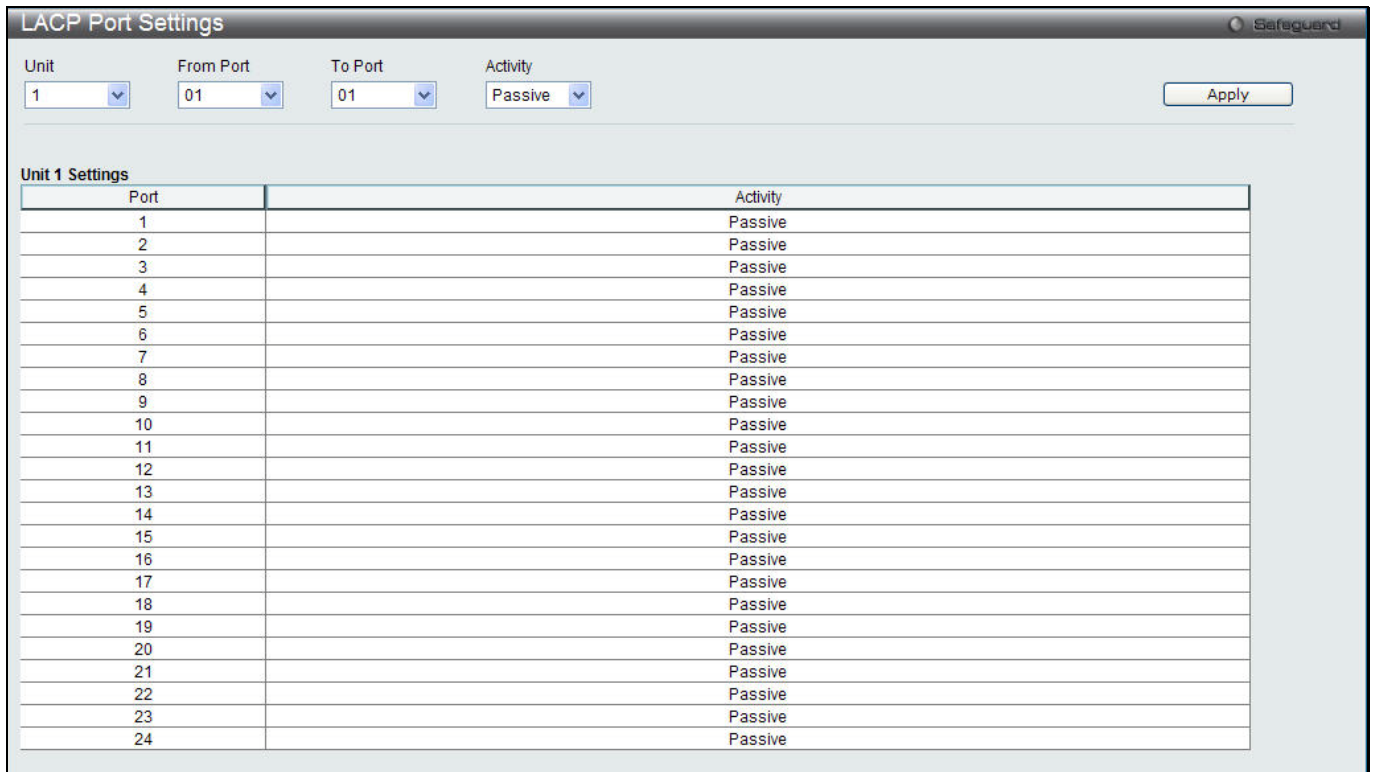 LACP Port Settings Safeguard
Unit From Port To Port Activity
1 01 01 Passive Apply
Unit 1 Settings
Port Activity
1 Passive
2 Passive
3 Passive
4 Passive
5 Passive
6 Passive
7 Passive
8 Passive
9 Passive
10 Passive
11 Passive
12 Passive
13 Passive
14 Passive
15 Passive
16 Passive
17 Passive
18 Passive
19 Passive
20 Passive
21 Passive
22 Passive
23 Passive
24 Passive